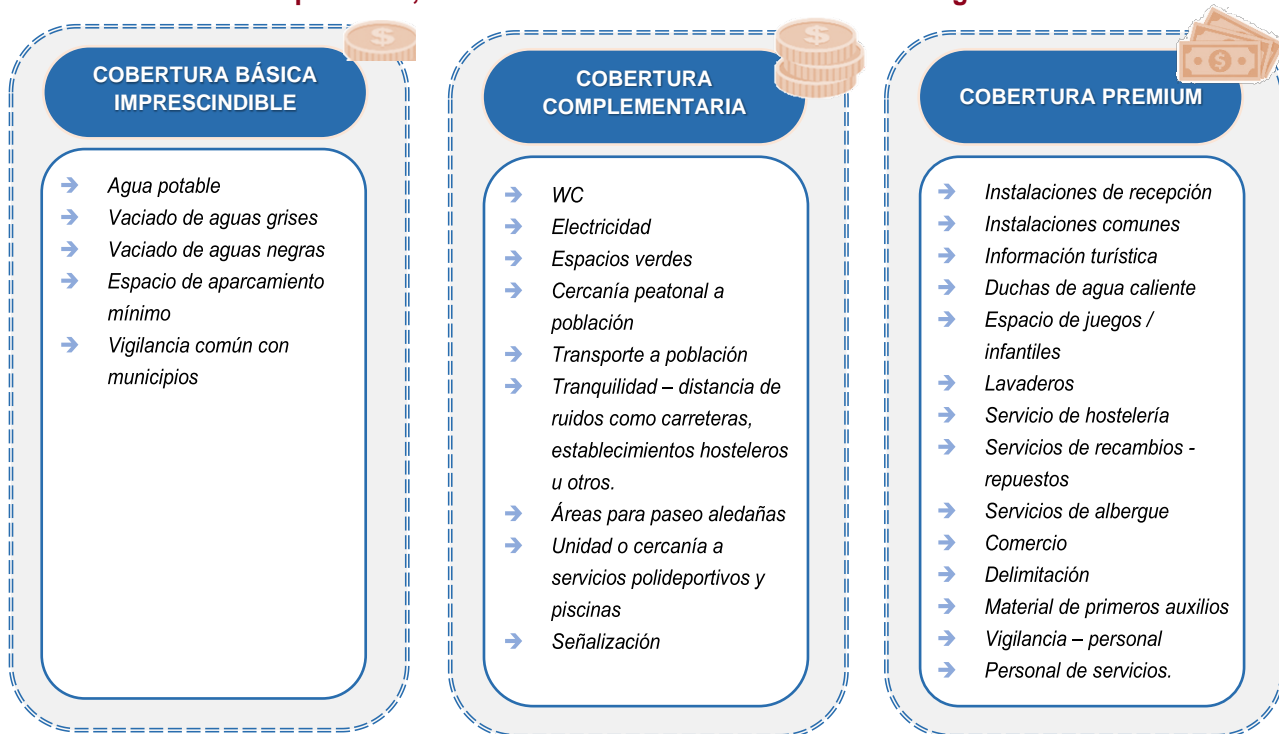 COBERTURA BÁSICA
IMPRESCINDIBLE
Agua potable
Vaciado de aguas grises
Vaciado de aguas negras
Espacio de aparcamiento
mínimo
Vigilancia común con
municipios
COBERTURA
COMPLEMENTARIA
WC
Electricidad
Espacios verdes
Cercanía peatonal a
población
Transporte a población
Tranquilidad – distancia de
ruidos como carreteras,
establecimientos hosteleros
u otros.
Áreas para paseo aledañas
Unidad o cercanía a
servicios polideportivos y
piscinas
Señalización
COBERTURA PREMIUM
Instalaciones de recepción
Instalaciones comunes
Información turística
Duchas de agua caliente
Espacio de juegos /
infantiles
Lavaderos
Servicio de hostelería
Servicios de recambios -
repuestos
Servicios de albergue
Comercio
Delimitación
Material de primeros auxilios
Vigilancia – personal
Personal de servicios.